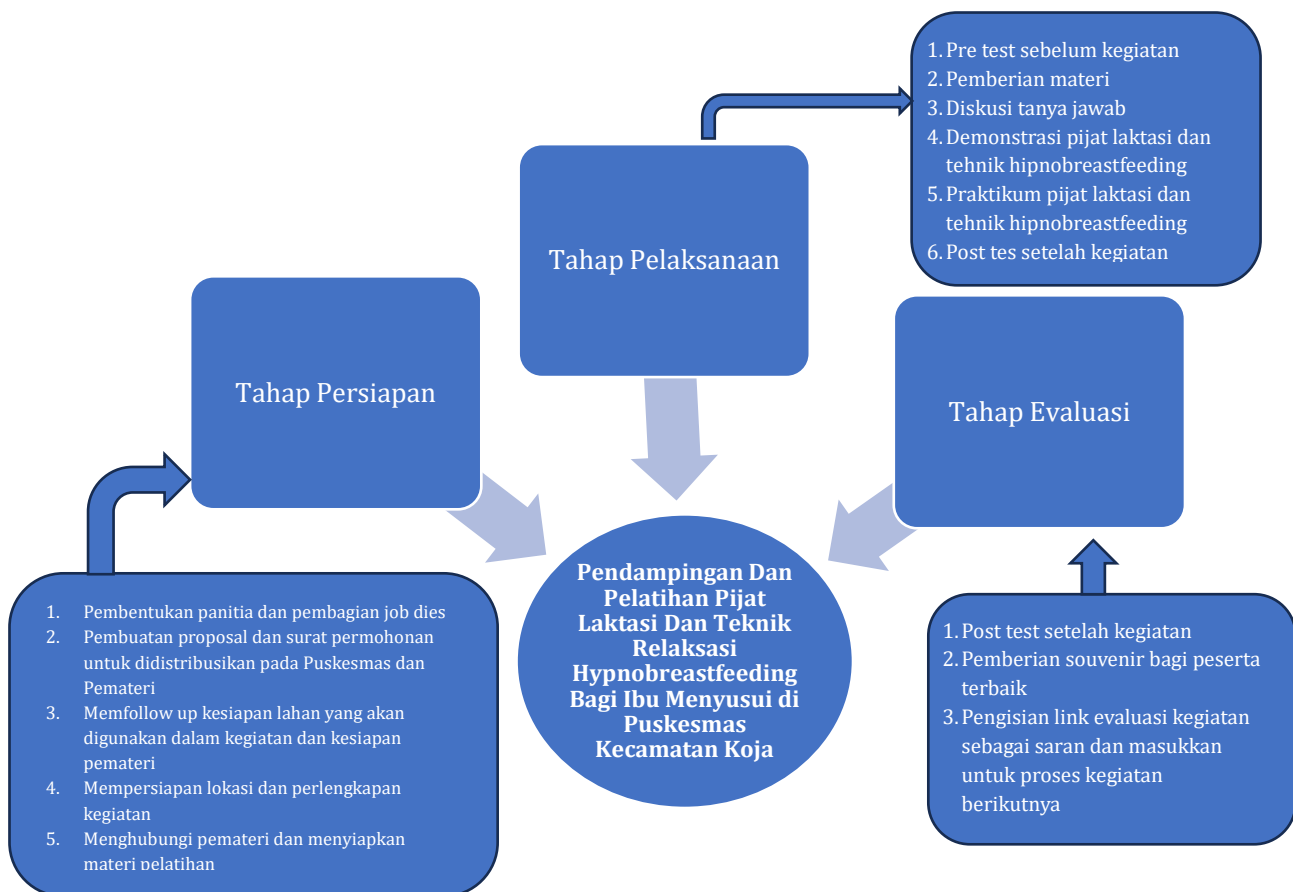 Tahap Persiapan
1. Pembentukan panitia dan pembagian job dies
2. Pembuatan proposal dan surat permohonan
untuk didistribusikan pada Puskesmas dan
Pemateri
3. Memfollow up kesiapan lahan yang akan
digunakan dalam kegiatan dan kesiapan
pemateri
4. Mempersiapan lokasi dan perlengkapan
kegiatan
5. Menghubungi pemateri dan menyiapkan
materi pelatihan
Tahap Pelaksanaan
1. Pre test sebelum kegiatan
2. Pemberian materi
3. Diskusi tanya jawab
4. Demonstrasi pijat laktasi dan
tehnik hipnobreastfeeding
5. Praktikum pijat laktasi dan
tehnik hipnobreastfeeding
6. Post tes setelah kegiatan
Tahap Evaluasi
1. Post test setelah kegiatan
2. Pemberian souvenir bagi peserta
terbaik
3. Pengisian link evaluasi kegiatan
sebagai saran dan masukkan
untuk proses kegiatan
berikutnya
Pendampingan Dan
Pelatihan Pijat
Laktasi Dan Teknik
Relaksasi
Hypnobreastfeeding
Bagi Ibu Menyusui di
Puskesmas
Kecamatan Koja